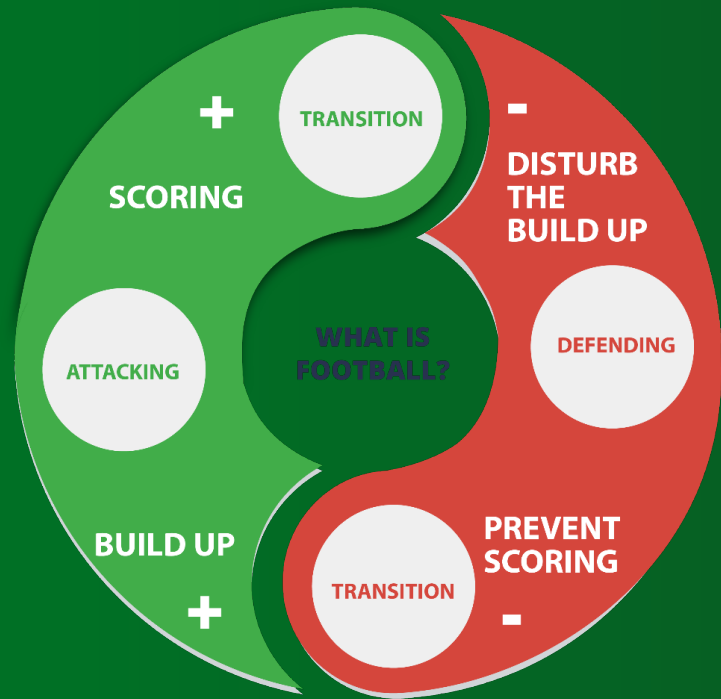 +
TRANSITION
SCORING
ATTACKING
BUILD UP
+
WHAT IS
FOOTBALL?
-
DISTURB
THE
BUILD UP
DEFENDING
PREVENT
SCORING
TRANSITION
-